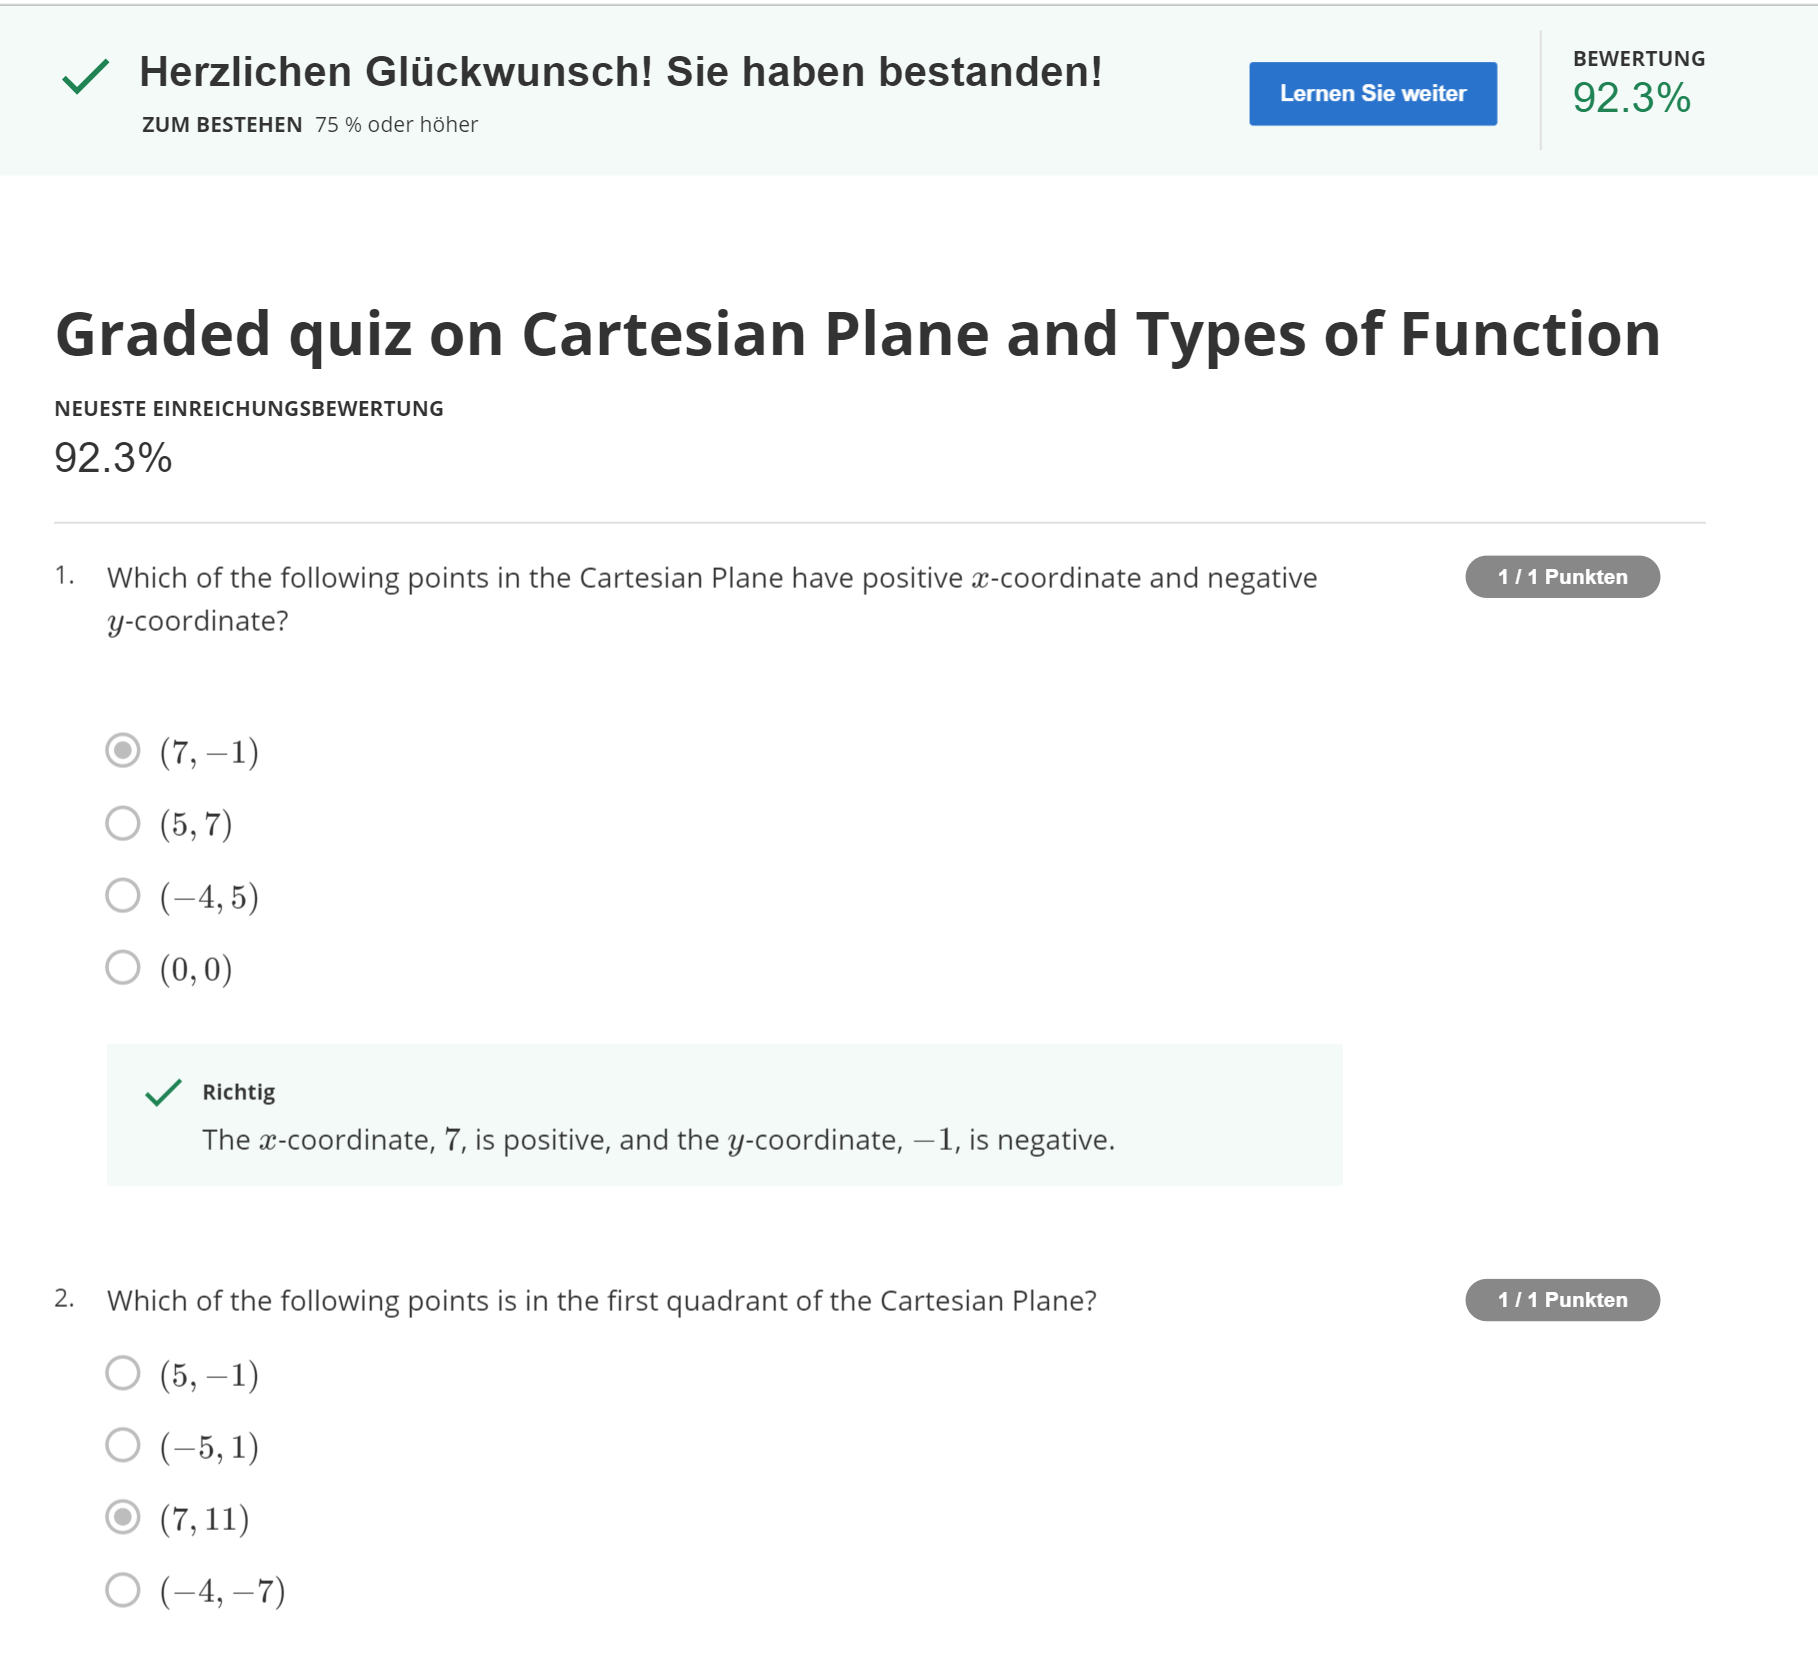 Herzlichen Glückwunsch! Sie haben bestanden!
ZUM BESTEHEN 75 % oder höher
Lernen Sie weiter
BEWERTUNG
92.3%
Graded quiz on Cartesian Plane and Types of Function
NEUESTE EINREICHUNGSBEWERTUNG
92.3%
1. Which of the following points in the Cartesian Plane have positive x-coordinate and negative
y-coordinate?
1 / 1 Punkten
(7, −1)
(5, 7)
(−4, 5)
(0, 0)
Richtig
The x-coordinate, 7, is positive, and the y-coordinate, −1, is negative.
2. Which of the following points is in the first quadrant of the Cartesian Plane?
1 / 1 Punkten
(5, −1)
(−5, 1)
(7, 11)
(−4, −7)